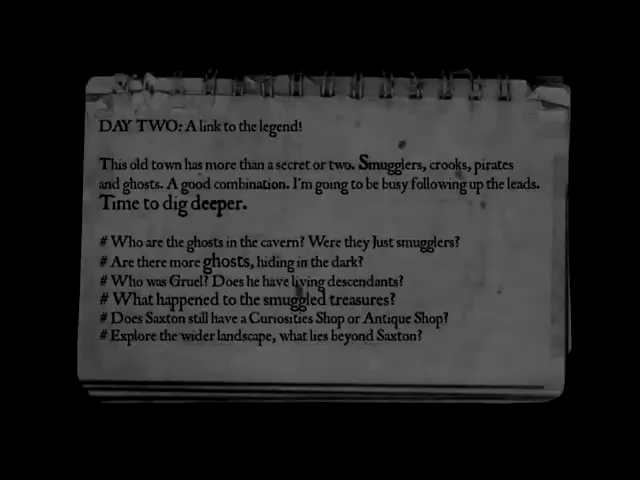 DAY TWO: A link to the legend!
This old town has more than a secret or two. Smugglers, crooks, pirates
and ghosts. A good combination. I'm going to be busy following up the leads.
Time to dig deeper.
# Who are the ghosts in the cavern? Were they Just smugglers?
# Are there more ghosts, hiding in the dark?
# Who was Gruel? Does he have living descendants?
# What happened to the smuggled treasures?
# Does Saxton still have a Curiosities Shop or Antique Shop?
# Explore the wider landscape, what lies beyond Saxton?